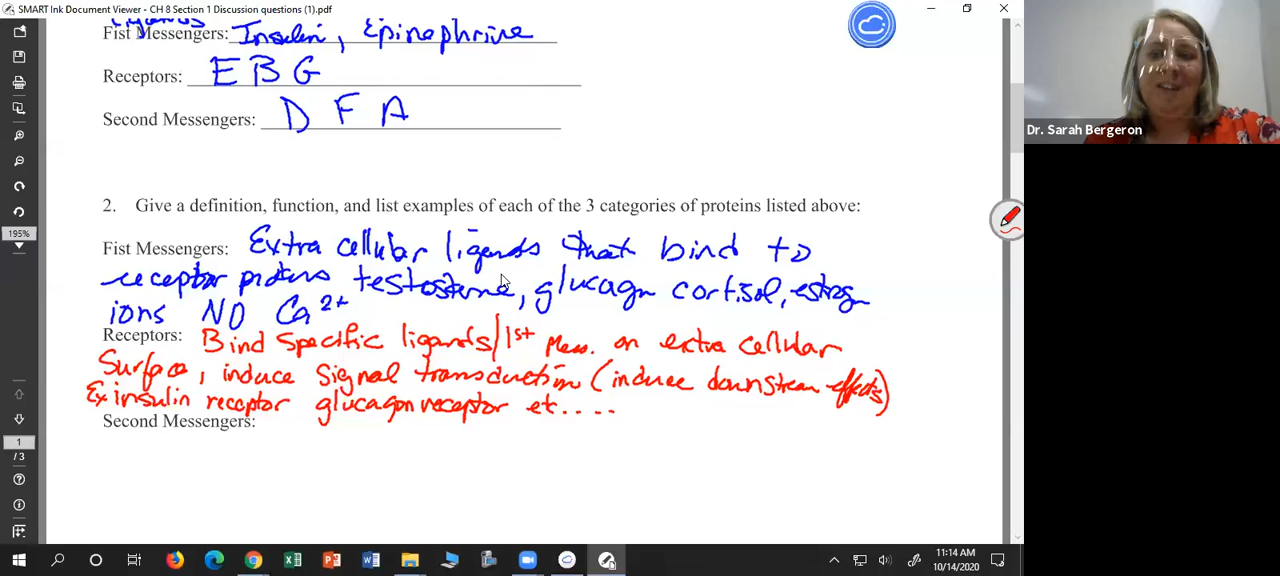 SMART Ink Document Viewer - CH 8 Section 1 Discussion questions (1).pdf
ligands
Fist Messengers: Insulin, Epinephrine
Receptors: E B G
Second Messengers: D F A
Dr. Sarah Bergeron
2. Give a definition, function, and list examples of each of the 3 categories of proteins listed above:
195%
Fist Messengers: Extra cellular ligands that bind to
receptor proteins testosterone, glucagon cortisol, estrogen
ions NO Ca2+
Receptors: Bind Specific ligands/1st Mess. on extra cellular
Surface, induce Signal transduction (induce downstream effects)
Ex insulin receptor glucagon receptor et.....
Second Messengers:
1
/ 3
11:14 AM
10/14/2020